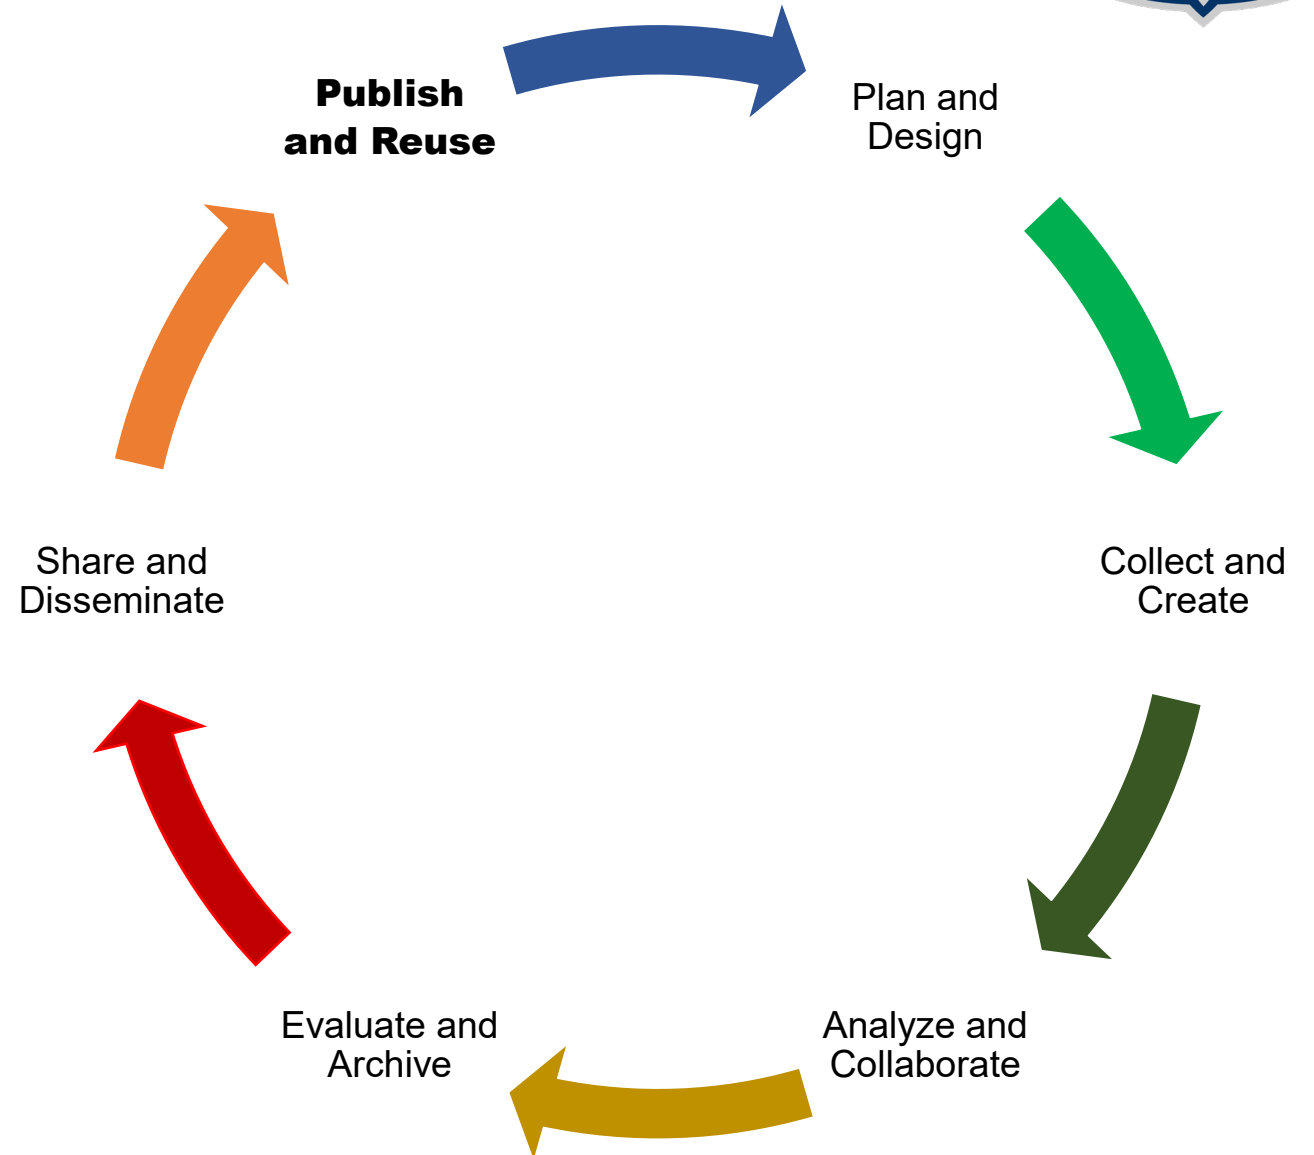 Publish
and Reuse
Plan and
Design
Collect and
Create
Analyze and
Collaborate
Evaluate and
Archive
Share and
Disseminate